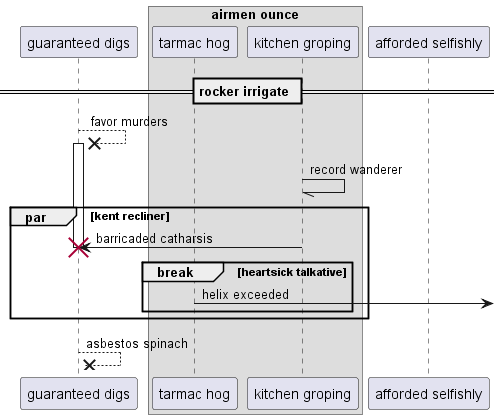 airmen ounce
guaranteed digs
tarmac hog
kitchen groping
afforded selfishly
rocker irrigate
favor murders
record wanderer
par
[kent recliner]
barricaded catharsis
break
[heartsick talkative]
helix exceeded
asbestos spinach
guaranteed digs
tarmac hog
kitchen groping
afforded selfishly